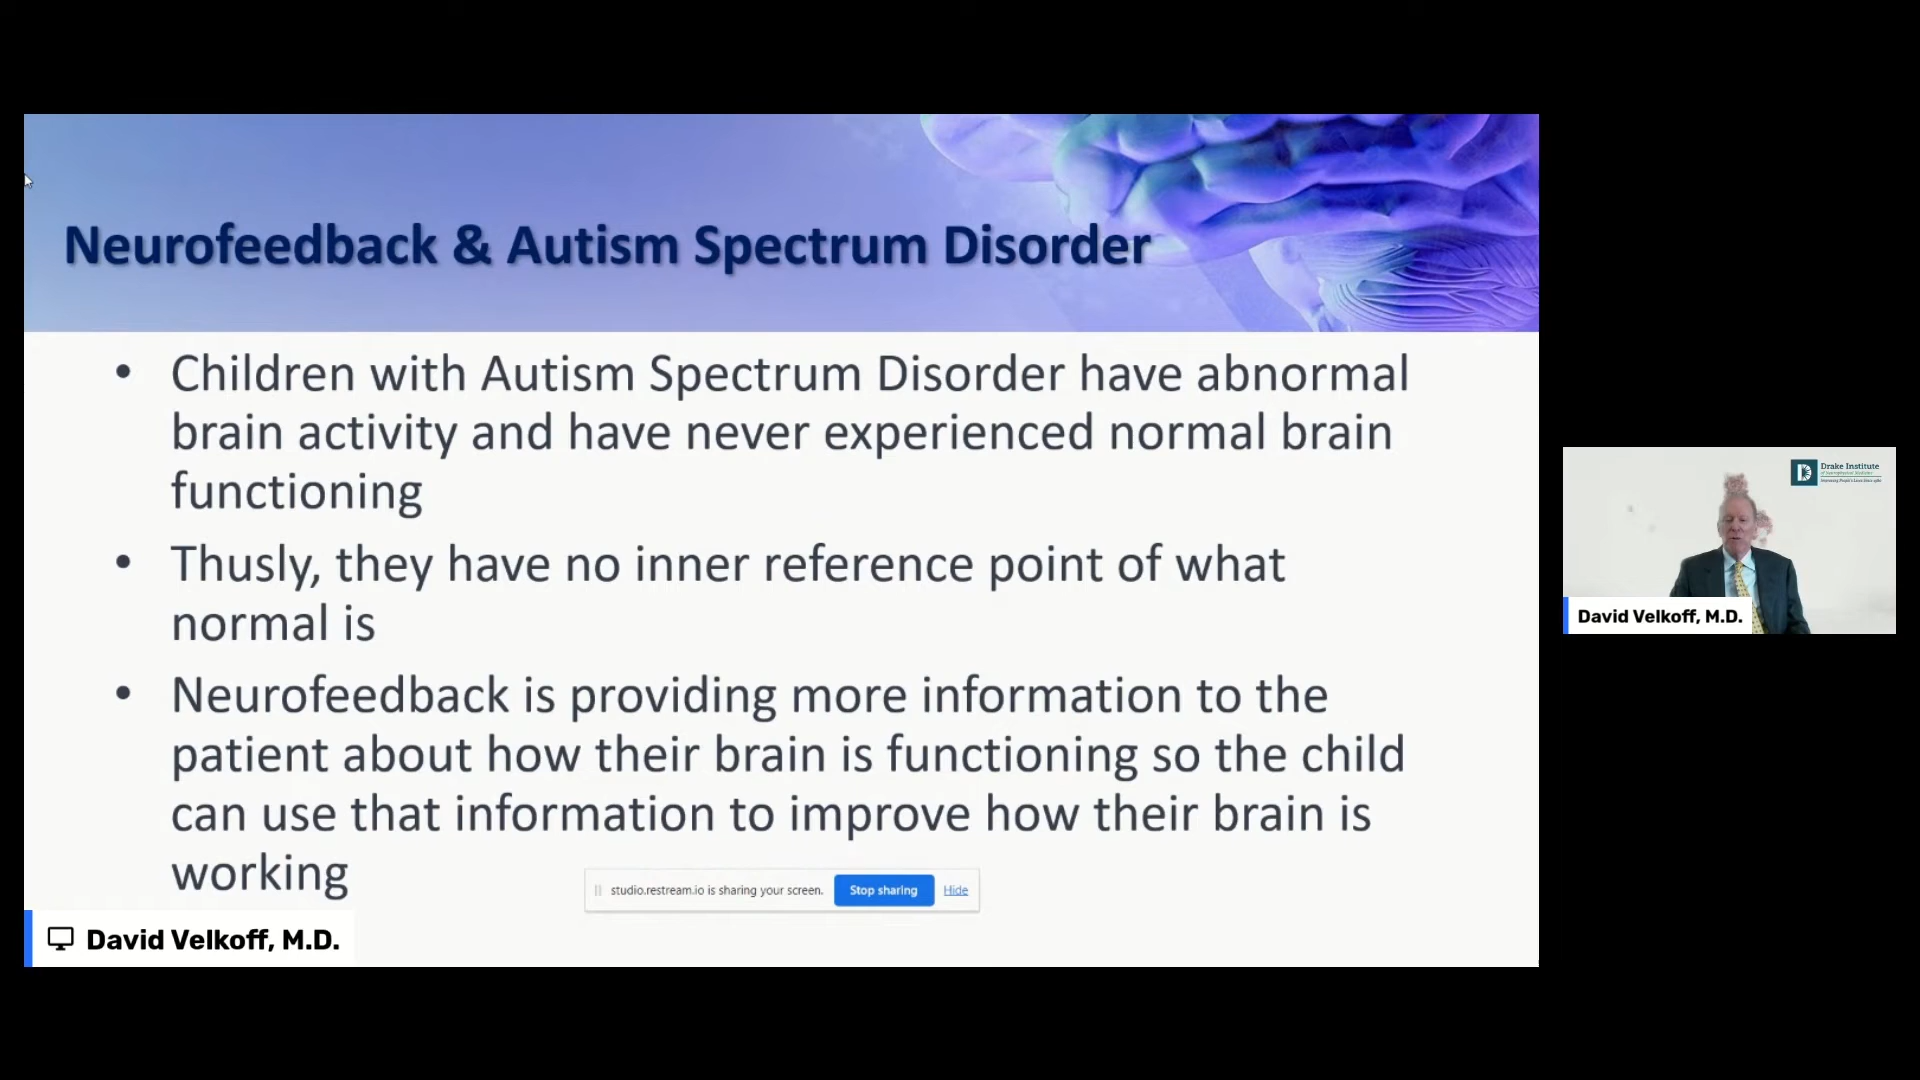 Neurofeedback & Autism Spectrum Disorder
• Children with Autism Spectrum Disorder have abnormal
brain activity and have never experienced normal brain
functioning
• Thusly, they have no inner reference point of what
normal is
• Neurofeedback is providing more information to the
patient about how their brain is functioning so the child
can use that information to improve how their brain is
working
studio.restream.io is sharing your screen. Stop sharing Hide
David Velkoff, M.D.
Drake Institute
David Velkoff, M.D.